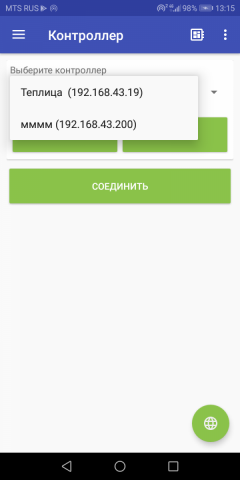 MTS RUS 98% 13:15
Контроллер
Выберите контроллер
Теплица (192.168.43.19)
мммм (192.168.43.200)
СОЕДИНИТЬ